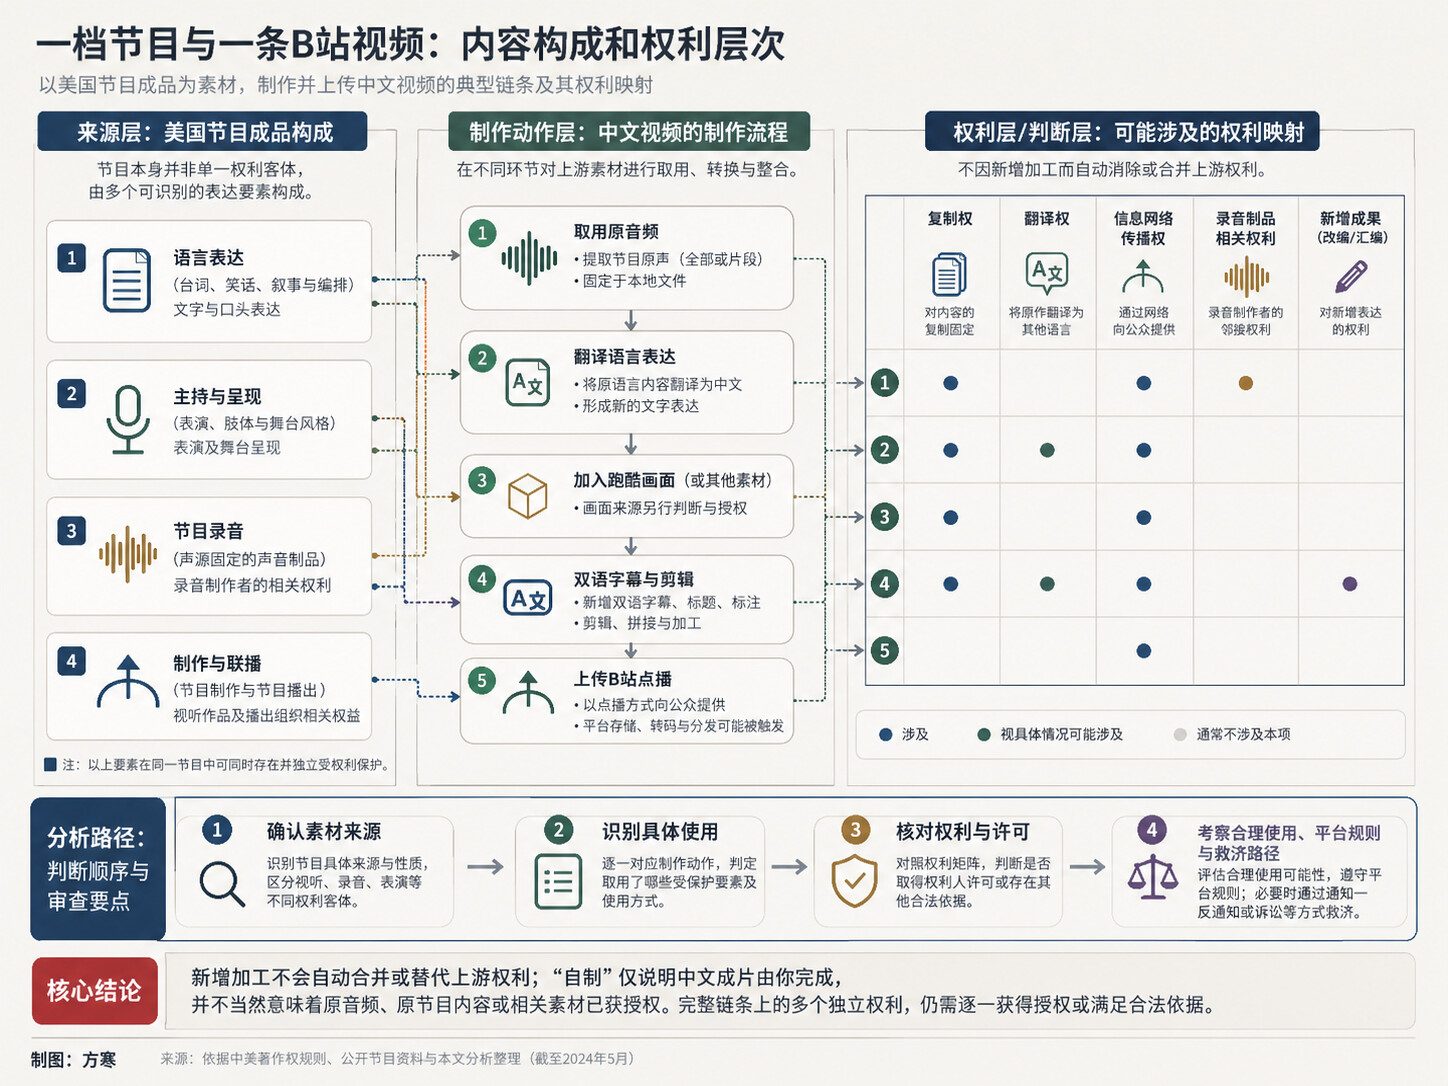 一档节目与一条B站视频：内容构成和权利层次
以美国节目成品为素材，制作并上传中文视频的典型链条及其权利映射
来源层：美国节目成品构成
节目本身并非单一权利客体，
由多个可识别的表达要素构成。
1
语言表达
（台词、笑话、叙事与编排）
文字与口头表达
2
主持与呈现
（表演、肢体与舞台风格）
表演及舞台呈现
3
节目录音
（声源固定的声音制品）
录音制作者的相关权利
4
制作与联播
（节目制作与节目播出）
视听作品及播出组织相关权益
注：以上要素在同一节目中可同时存在并独立受权利保护。
制作动作层：中文视频的制作流程
在不同环节对上游素材进行取用、转换与整合。
1
取用原音频
• 提取节目原声（全部或片段）
• 固定于本地文件
2
A文
翻译语言表达
• 将原语言内容翻译为中文
• 形成新的文字表达
3
加入跑酷画面（或其他素材）
• 画面来源另行判断与授权
4
A文
双语字幕与剪辑
• 新增双语字幕、标题、标注
• 剪辑、拼接与加工
5
上传B站点播
• 以点播方式向公众提供
• 平台存储、转码与分发可能被触发
权利层/判断层：可能涉及的权利映射
不因新增加工而自动消除或合并上游权利。
复制权
对内容的
复制固定
翻译权
A文
将原作翻译为
其他语言
信息网络
传播权
通过网络
向公众提供
录音制品
相关权利
录音制作者的
邻接权利
新增成果
（改编/汇编）
对新增表达
的权利
1
2
3
4
5
涉及
视具体情况可能涉及
通常不涉及本项
分析路径：
判断顺序与
审查要点
1
确认素材来源
识别节目具体来源与性质，
区分视听、录音、表演等
不同权利客体。
2
识别具体使用
逐一对应制作动作，判定
取用了哪些受保护要素及
使用方式。
3
核对权利与许可
对照权利矩阵，判断是否
取得权利人许可或存在其
他合法依据。
4
考察合理使用、平台规则
与救济路径
评估合理使用可能性，遵守平
台规则；必要时通过通知—
反通知或诉讼等方式救济。
核心结论
新增加工不会自动合并或替代上游权利；“自制”仅说明中文成片由你完成，
并不当然意味着原音频、原节目内容或相关素材已获授权。完整链条上的多个独立权利，仍需逐一获得授权或满足合法依据。
制图：方寒
来源：依据中美著作权规则、公开节目资料与本文分析整理（截至2024年5月）